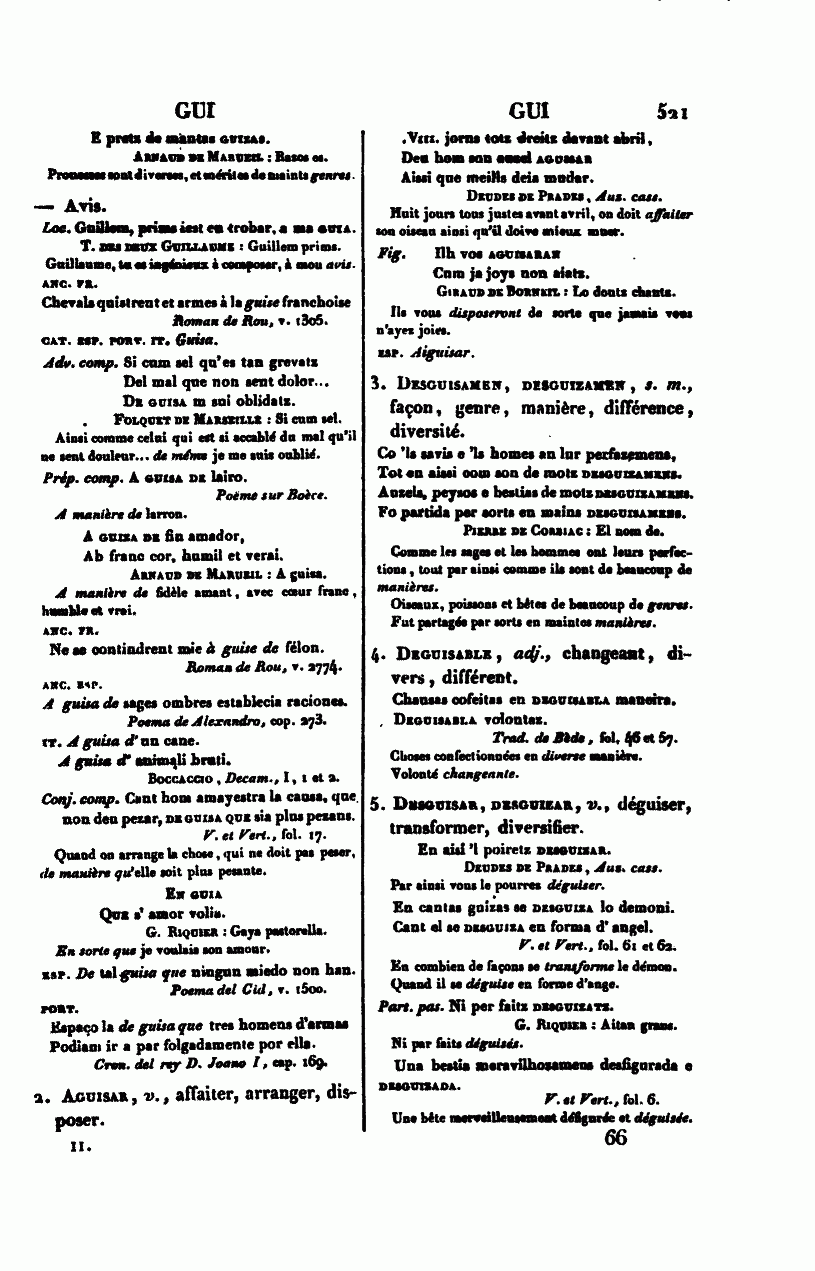 GUI
E pretz de mantas GUIZAS.
ARNAUD DE MARUEIL : Razos es.
Prouesses sont diverses, et mérites de maints genres.
— Avis.
Loc. Guillem, prims iest en trobar, a ma GUIA.
T. DES DEUX GUILLAUME : Guillem prims.
Guillaume, tu es ingénieux à composer, à mon avis.
ANC. FR.
Chevals quistrent et armes à la guise franchoise
Roman de Rou, v. 1305.
CAT. ESP. PORT. IT. Guisa.
Adv. comp. Si cum sel qu'es tan grevatz
Del mal que non sent dolor...
DE GUISA m sui oblidatz.
FOLQUET DE MARSEILLE : Si cum sel.
Ainsi comme celui qui est si accablé du mal qu'il
ne sent douleur... de même je me suis oublié.
Prép. comp. A GUISA DE lairo.
Poëme sur Boèce.
A manière de larron.
A GUIZA DE fin amador,
Ab franc cor, humil et verai.
ARNAUD DE MARUEIL : A guisa.
A manière de fidèle amant, avec cœur franc,
humble et vrai.
ANC. FR.
Ne se contindrent mie à guise de félon.
Roman de Rou, v. 2774.
ANC. ESP.
A guisa de sages ombres establecia raciones.
Poema de Alexandro, cop. 273.
IT. A guisa d' un cane.
A guisa d' animali bruti.
BOCCACCIO, Decam., I, 1 et 2.
Conj. comp. Cant hom amayestra la causa, que
non deu pezar, DE GUISA QUE sia plus pezans.
V. et Vert., fol. 17.
Quand on arrange la chose, qui ne doit pas peser,
de manière qu'elle soit plus pesante.
EN GUIA
QUE s' amor volia.
G. RIQUIER : Gaya pastorella.
En sorte que je voulais son amour.
ESP. De tal guisa que ningun miedo non han.
Poema del Cid, v. 1500.
PORT.
Espaço la de guisa que tres homens d'armas
Podiam ir a par folgadamente por ella.
Cron. del rey D. Joano I, cap. 169.
2. AGUISAR, v., affaiter, arranger, dis-
poser.
II.
GUI 521
.VIII. jorns totz dreitz davant abril,
Deu hom son auzel AGUISAR
Aissi que meills deia mudar.
DEUDES DE PRADES, Aus. cass.
Huit jours tous justes avant avril, on doit affaiter
son oiseau ainsi qu'il doive mieux muer.
Fig. Ilh vos AGUISARAN
Cum ja joys non aiatz.
GIRAUD DE BORNEIL : Lo doutz chantz.
Ils vous disposeront de sorte que jamais vous
n'ayez joies.
ESP. Aiguisar.
3. DESGUISAMEN, DESGUIZAMEN, s. m.,
façon, genre, manière, différence,
diversité.
Co 'ls savis e 'ls homes an lur perfazemens,
Tot en aissi com son de motz DESGUIZAMENS.
Auzels, peysos e bestias de motz DESGUIZAMENS.
Fo partida per sorts en mains DESGUISAMENS.
PIERRE DE CORBIAC : El nom de.
Comme les sages et les hommes ont leurs perfec-
tions, tout par ainsi comme ils sont de beaucoup de
manières.
Oiseaux, poissons et bêtes de beaucoup de genres.
Fut partagée par sorts en maintes manières.
4. DEGUISABLE, adj., changeant, di-
vers, différent.
Chausas cofeitas en DEGUISABLA maneira.
DEGUISABLA volontaz.
Trad. de Bède, fol. 46 et 57.
Choses confectionnées en diverse manière.
Volonté changeante.
5. DESGUISAR, DESGUIZAR, v., déguiser,
transformer, diversifier.
En aissi 'l poiretz DESGUIZAR.
DEUDES DE PRADES, Aus. cass.
Par ainsi vous le pourrez déguiser.
En cantas guizas se DESGUIZA lo demoni.
Cant el se DESGUIZA en forma d' angel.
V. et Vert., fol. 61 et 62.
En combien de façons se transforme le démon.
Quand il se déguise en forme d'ange.
Part. pas. Ni per faitz DESGUIZATZ.
G. RIQUIER : Aitan grans.
Ni par faits déguisés.
Una bestia meravilhosamens desfigurada e
DESGUIZADA.
V. et Vert., fol. 6.
Une bête merveilleusement défigurée et déguisée.
66